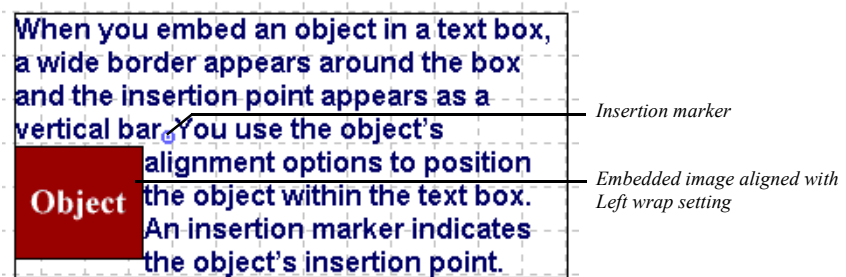 When you embed an object in a text box,
a wide border appears around the box
and the insertion point appears as a
vertical bar. You use the object's
alignment options to position
the object within the text box.
An insertion marker indicates
the object's insertion point.
Object
Insertion marker
Embedded image aligned with
Left wrap setting